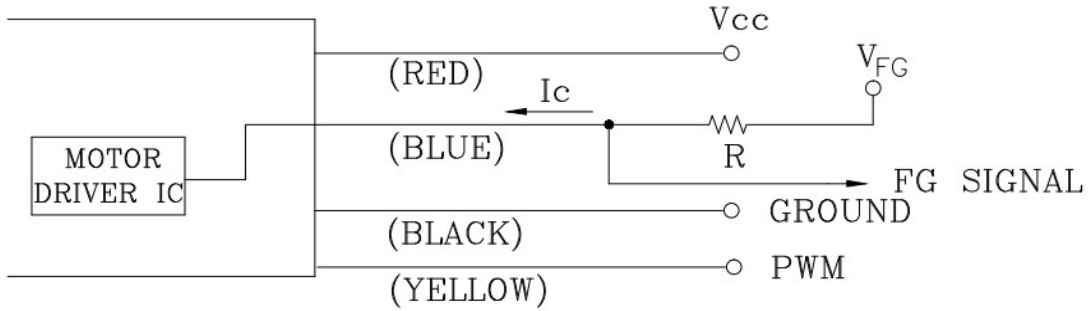 Vcc
(RED)
V_FG
Ic
(BLUE)
R
MOTOR
DRIVER IC
FG SIGNAL
GROUND
(BLACK)
PWM
(YELLOW)